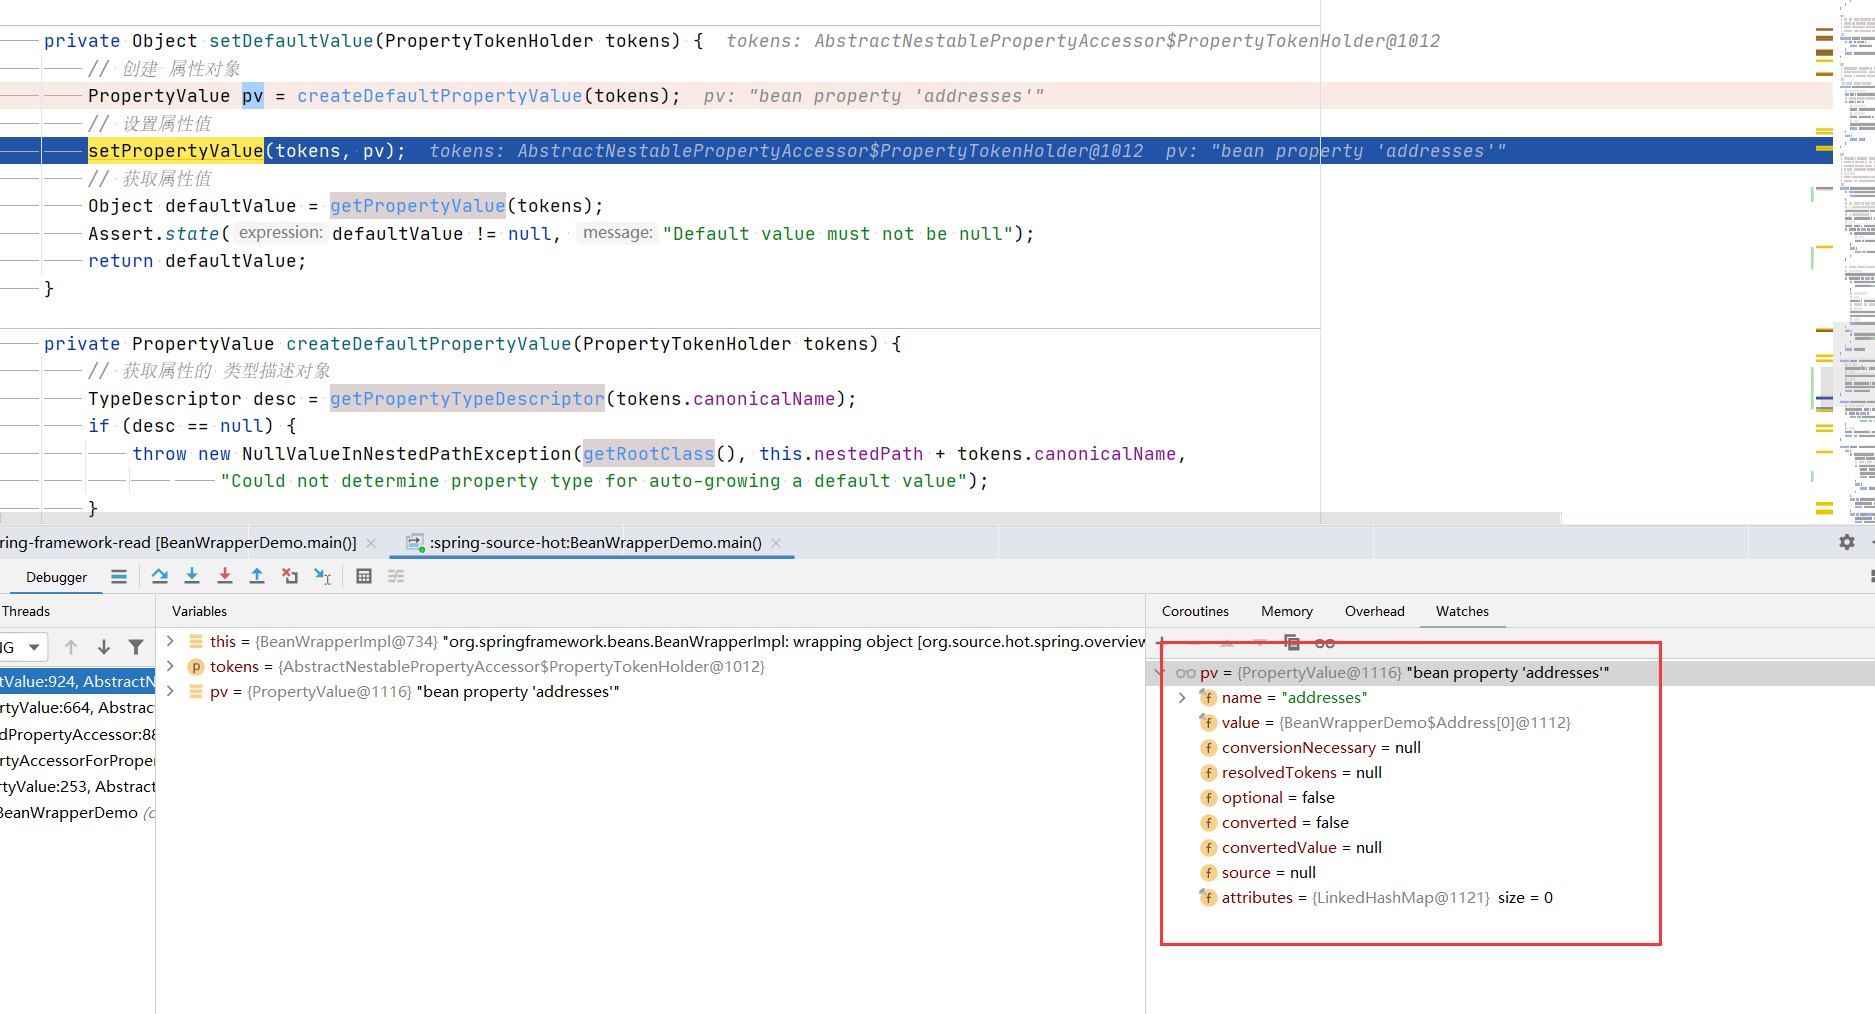 private Object setDefaultValue(PropertyTokenHolder tokens) {  tokens: AbstractNestablePropertyAccessor$PropertyTokenHolder@1012
// 创建 属性对象
PropertyValue pv = createDefaultPropertyValue(tokens);  pv: "bean property 'addresses'"
// 设置属性值
setPropertyValue(tokens, pv);  tokens: AbstractNestablePropertyAccessor$PropertyTokenHolder@1012  pv: "bean property 'addresses'"
// 获取属性值
Object defaultValue = getPropertyValue(tokens);
Assert.state( expression: defaultValue != null, message: "Default value must not be null");
return defaultValue;
}
private PropertyValue createDefaultPropertyValue(PropertyTokenHolder tokens) {
// 获取属性的 类型描述对象
TypeDescriptor desc = getPropertyTypeDescriptor(tokens.canonicalName);
if (desc == null) {
throw new NullValueInNestedPathException(getRootClass(), this.nestedPath + tokens.canonicalName,
"Could not determine property type for auto-growing a default value");
}
ring-framework-read [BeanWrapperDemo.main()]
:spring-source-hot:BeanWrapperDemo.main()
Debugger
Threads
Variables
Coroutines
Memory
Overhead
Watches
NG
tValue:924, AbstractN
rtyValue:664, Abstrac
dPropertyAccessor:88
rtyAccessorForProper
rtyValue:253, Abstract
BeanWrapperDemo (o
this = {BeanWrapperImpl@734} "org.springframework.beans.BeanWrapperImpl: wrapping object [org.source.hot.spring.overview
p tokens = {AbstractNestablePropertyAccessor$PropertyTokenHolder@1012}
pv = {PropertyValue@1116} "bean property 'addresses'"
pv = {PropertyValue@1116} "bean property 'addresses'"
f name = "addresses"
f value = {BeanWrapperDemo$Address[0]@1112}
f conversionNecessary = null
f resolvedTokens = null
f optional = false
f converted = false
f convertedValue = null
f source = null
f attributes = {LinkedHashMap@1121}  size = 0